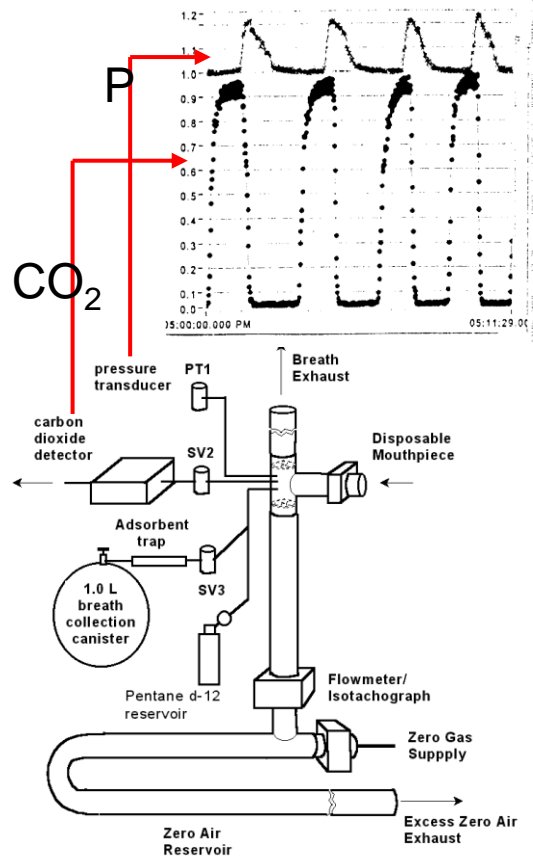 1.2
1.1
1.0
0.9
0.8
0.7
0.6
0.5
0.4
0.3
0.2
0.1
0.0
05:00:00.000 PM
05:11:29.00
P
CO2
pressure
transducer
PT1
Breath
Exhaust
carbon
dioxide
detector
SV2
Disposable
Mouthpiece
Adsorbent
trap
SV3
1.0 L
breath
collection
canister
Pentane d-12
reservoir
Flowmeter/
Isotachograph
Zero Gas
Suppply
Zero Air
Reservoir
Excess Zero Air
Exhaust